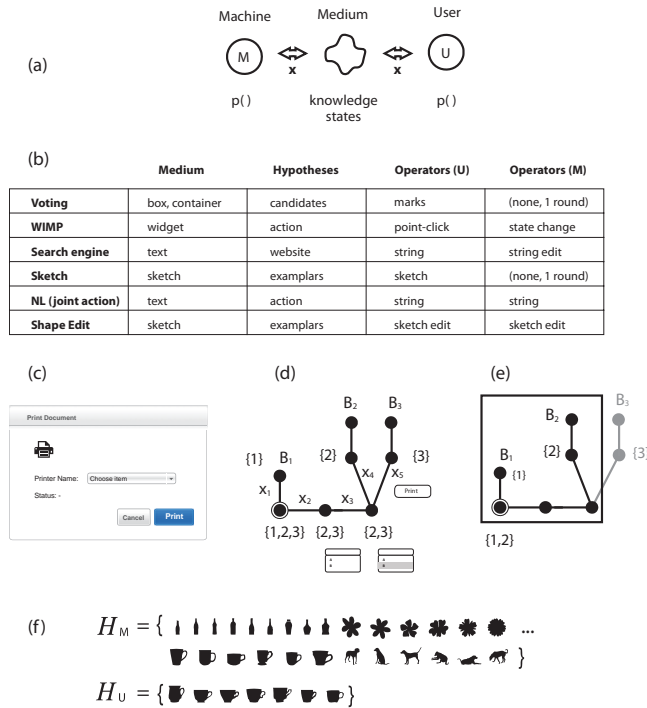 Machine Medium User
(a) M U
x x
p( ) knowledge p( )
states
(b)
Medium Hypotheses Operators (U) Operators (M)
Voting box, container candidates marks (none, 1 round)
WIMP widget action point-click state change
Search engine text website string string edit
Sketch sketch examplars sketch (none, 1 round)
NL (joint action) text action string string
Shape Edit sketch examplars sketch edit sketch edit
(c) (d) (e)
Print Document
Printer Name: Choose item
Status: -
Cancel Print
B₂ B₃
{1} B₁ {2} {3}
x₄ x₅
Print
x₁ x₂ x₃
{1,2,3} {2,3} {2,3}
B₃
B₂
B₁ {2} {3}
{1}
{1,2}
(f) H M = { ...
}
H U = { }